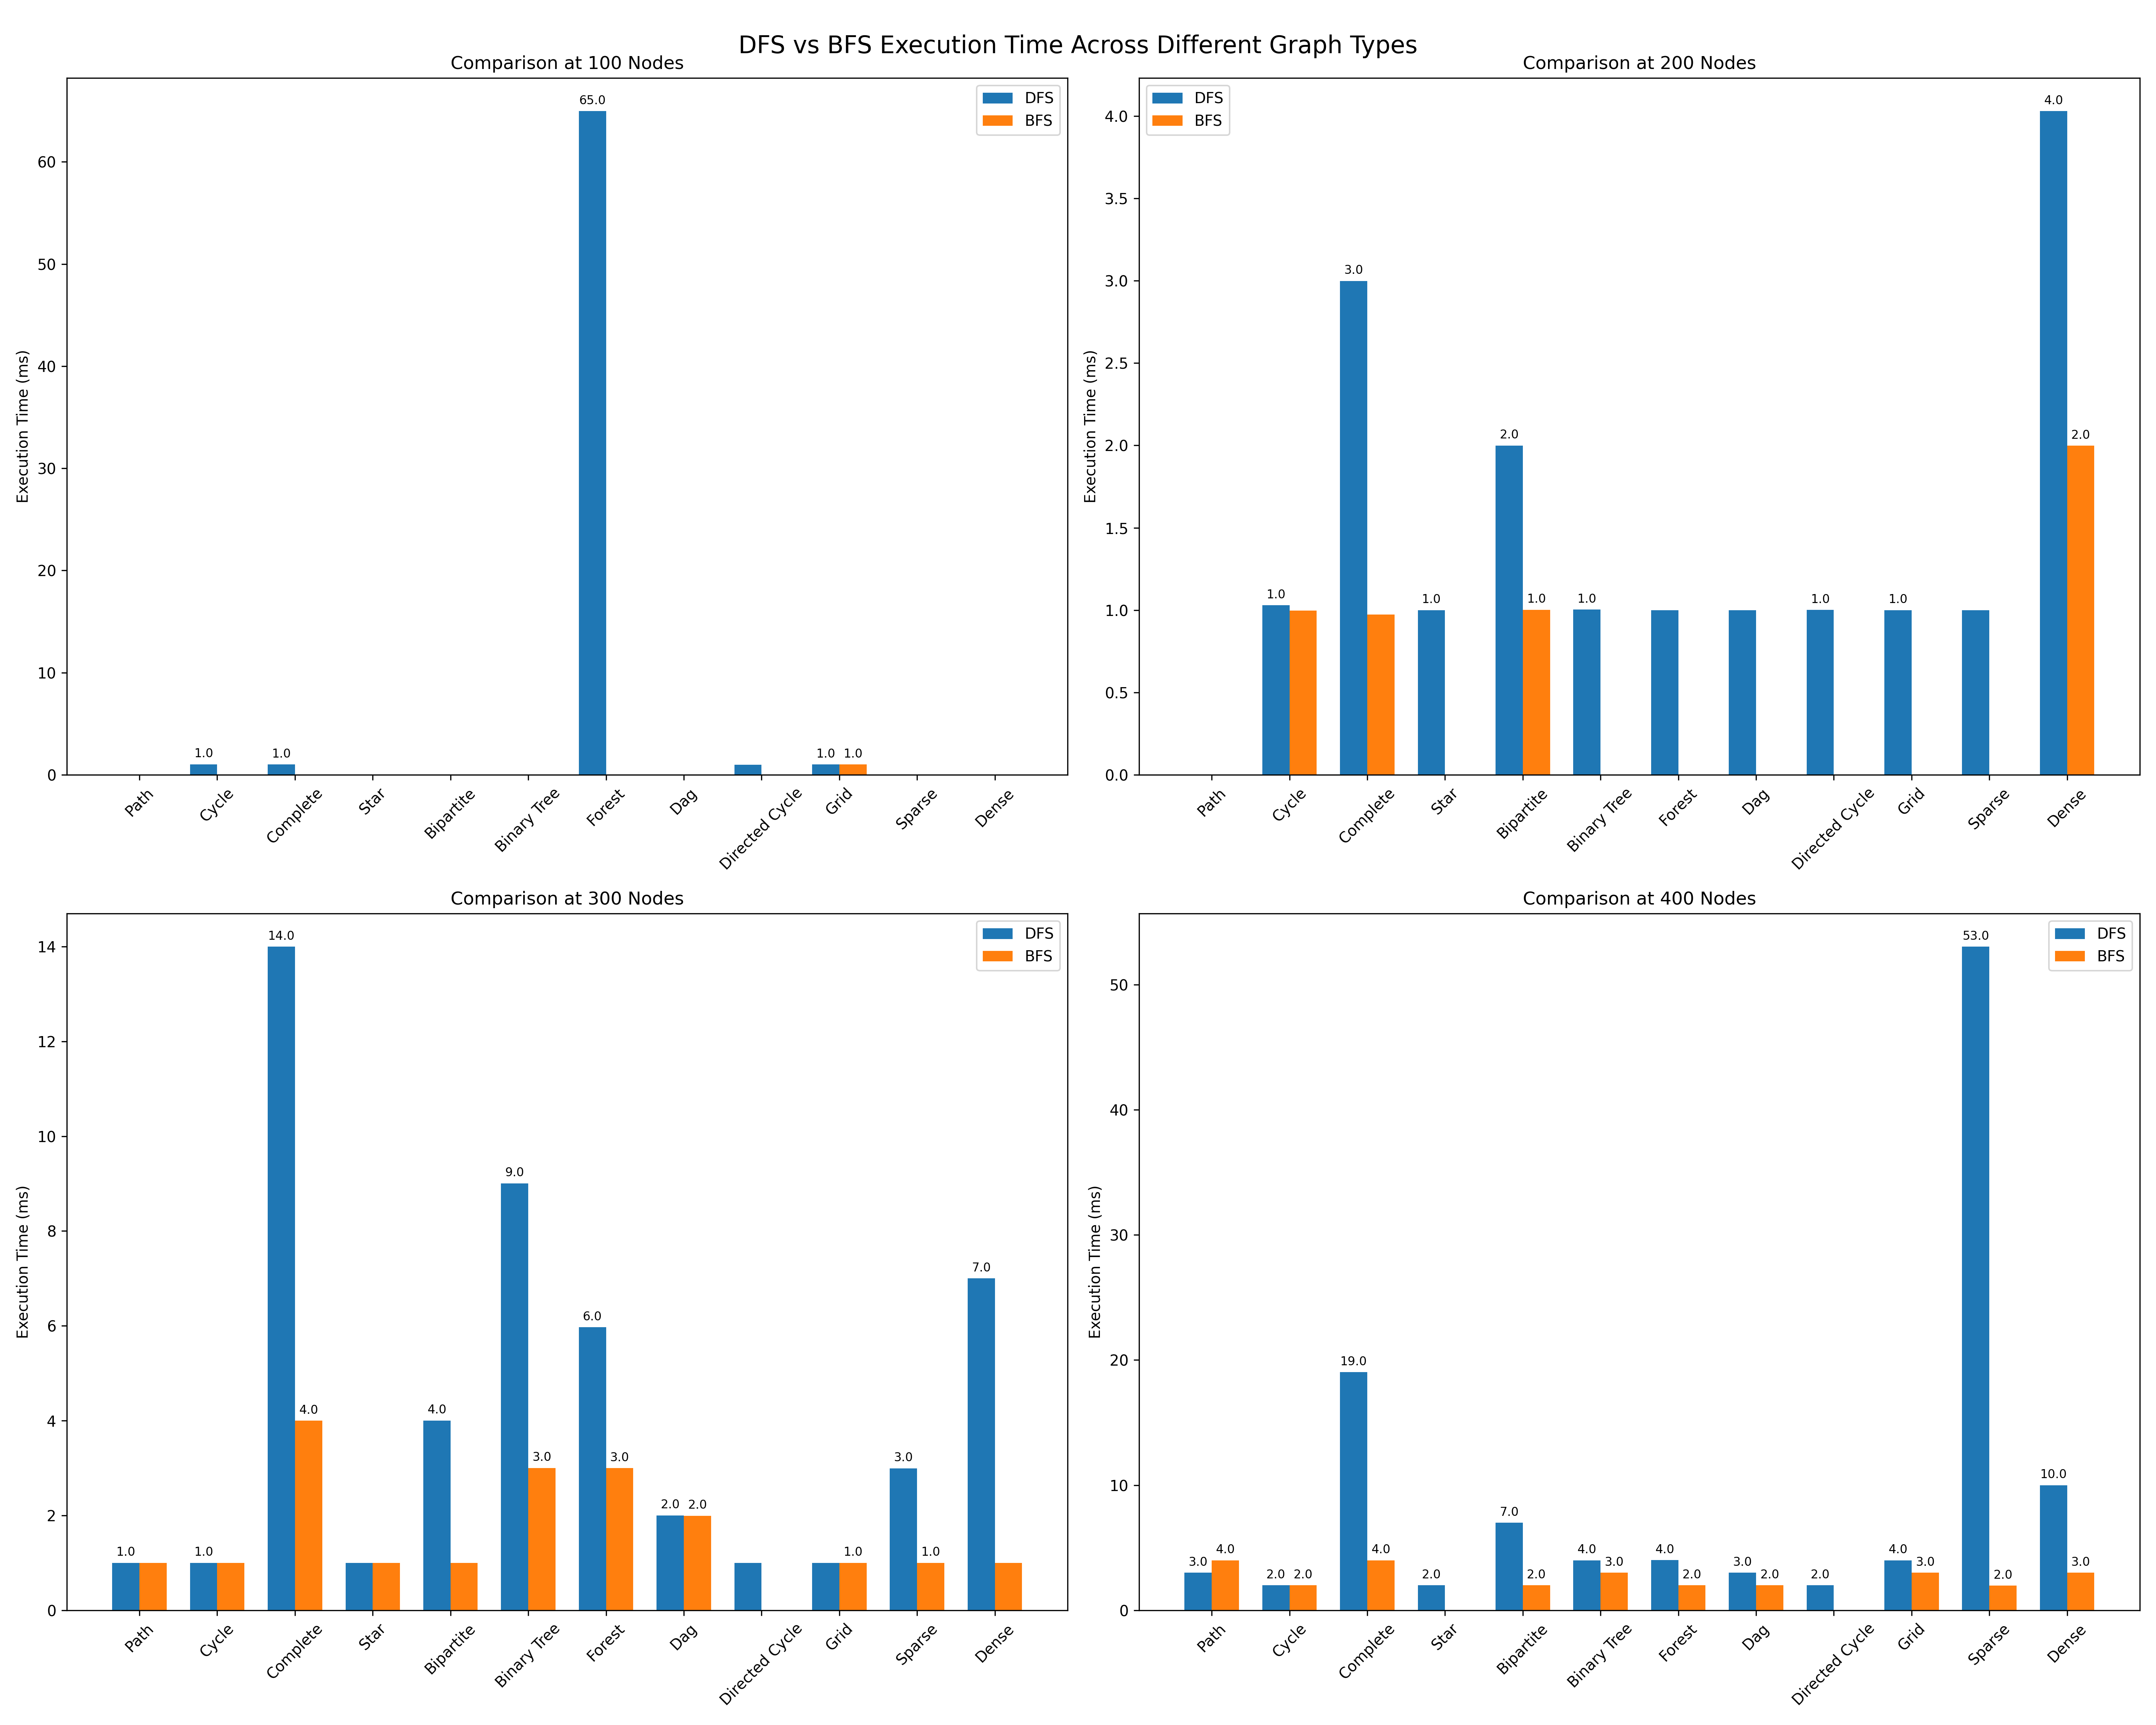 DFS vs BFS Execution Time Across Different Graph Types
Comparison at 100 Nodes
Execution Time (ms)
60
50
40
30
20
10
0
DFS
BFS
65.0
1.0
1.0
1.0
1.0
Path
Cycle
Complete
Star
Bipartite
Binary Tree
Forest
Dag
Directed Cycle
Grid
Sparse
Dense
Comparison at 200 Nodes
Execution Time (ms)
4.0
3.5
3.0
2.5
2.0
1.5
1.0
0.5
0.0
DFS
BFS
1.0
3.0
1.0
2.0
1.0
1.0
1.0
1.0
4.0
2.0
Path
Cycle
Complete
Star
Bipartite
Binary Tree
Forest
Dag
Directed Cycle
Grid
Sparse
Dense
Comparison at 300 Nodes
Execution Time (ms)
14
12
10
8
6
4
2
0
DFS
BFS
1.0
1.0
14.0
4.0
4.0
9.0
3.0
6.0
3.0
2.0
2.0
1.0
3.0
1.0
7.0
Path
Cycle
Complete
Star
Bipartite
Binary Tree
Forest
Dag
Directed Cycle
Grid
Sparse
Dense
Comparison at 400 Nodes
Execution Time (ms)
50
40
30
20
10
0
DFS
BFS
3.0
4.0
2.0
2.0
19.0
4.0
2.0
7.0
2.0
4.0
3.0
4.0
2.0
3.0
2.0
2.0
4.0
3.0
53.0
2.0
10.0
3.0
Path
Cycle
Complete
Star
Bipartite
Binary Tree
Forest
Dag
Directed Cycle
Grid
Sparse
Dense